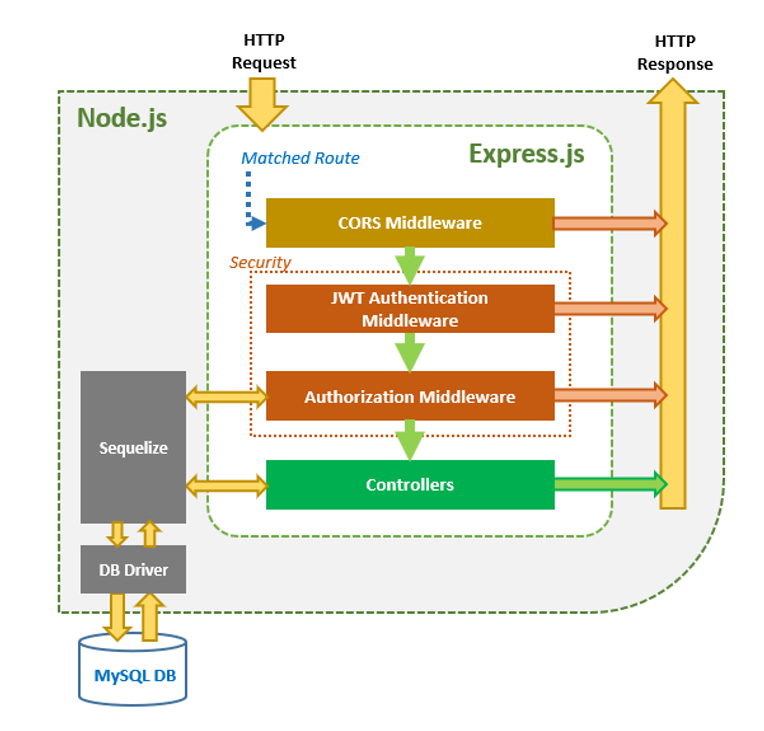 HTTP
Request
HTTP
Response
Node.js
Express.js
Matched Route
CORS Middleware
Security
JWT Authentication
Middleware
Authorization Middleware
Sequelize
Controllers
DB Driver
MySQL DB